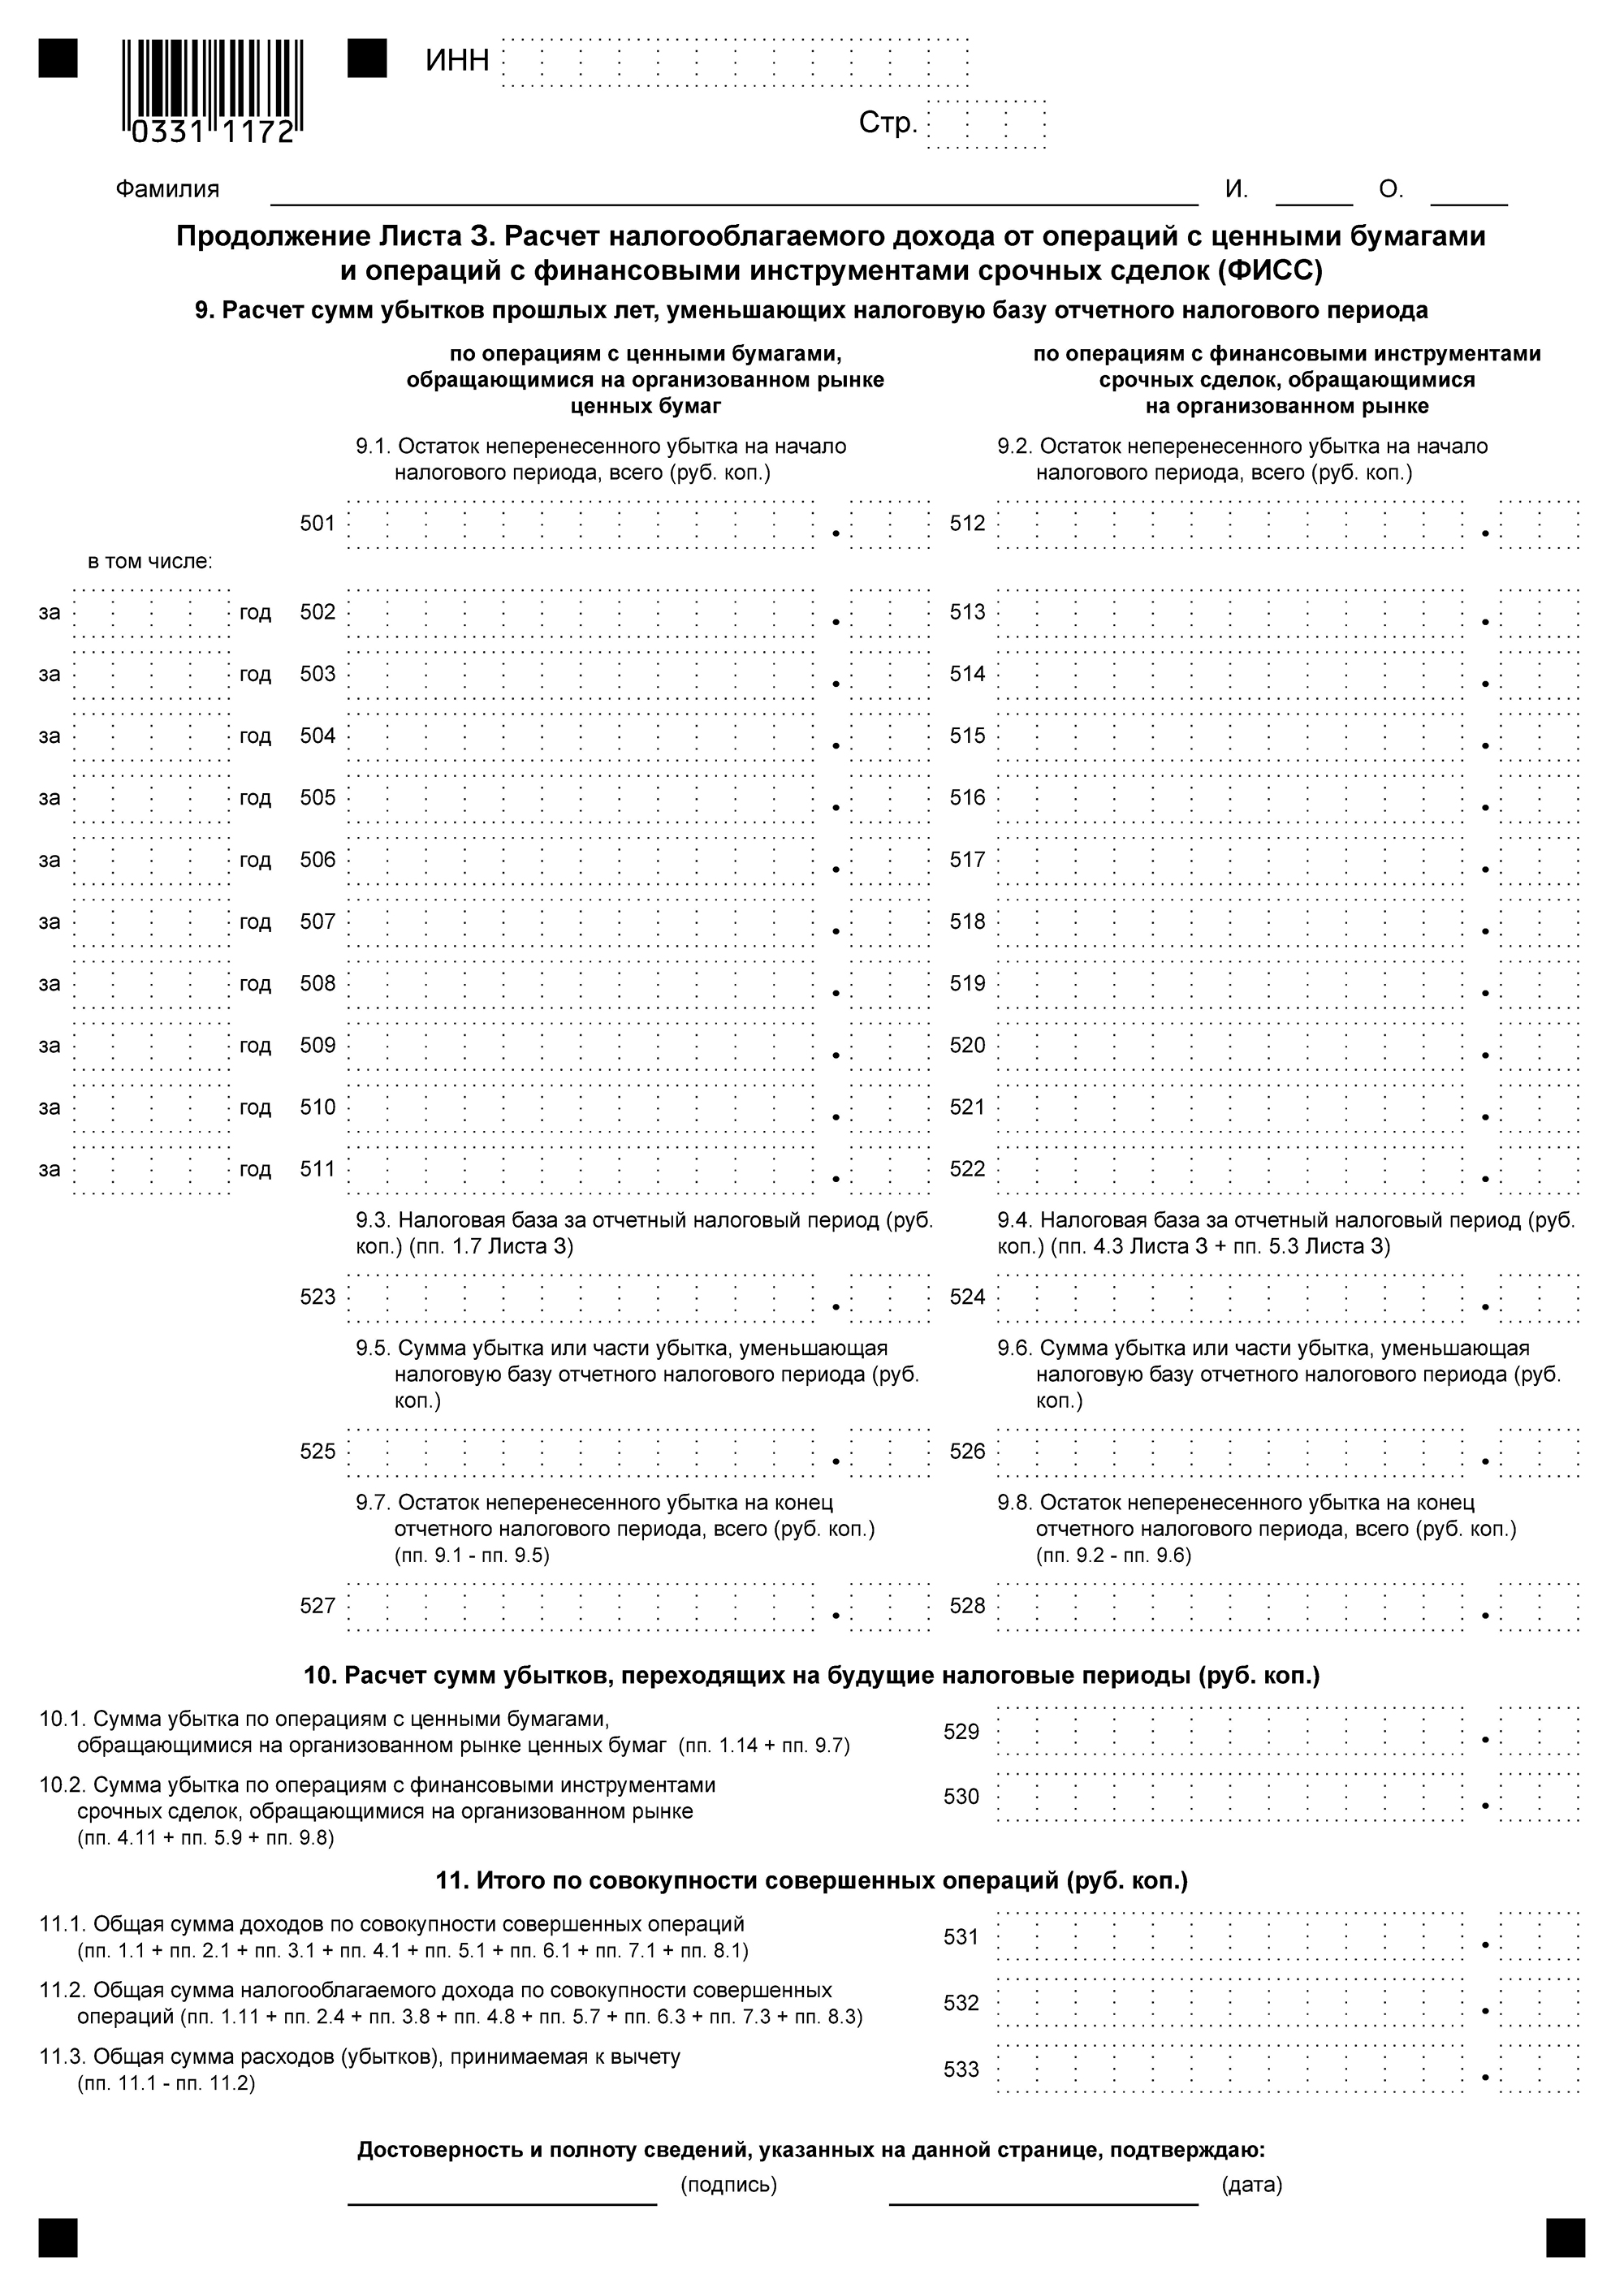 ИНН
0331 1172
Стр.
Фамилия И. О.
Продолжение Листа З. Расчет налогооблагаемого дохода от операций с ценными бумагами
и операций с финансовыми инструментами срочных сделок (ФИСС)
9. Расчет сумм убытков прошлых лет, уменьшающих налоговую базу отчетного налогового периода
по операциям с ценными бумагами,
обращающимися на организованном рынке
ценных бумаг
по операциям с финансовыми инструментами
срочных сделок, обращающимися
на организованном рынке
9.1. Остаток неперенесенного убытка на начало
налогового периода, всего (руб. коп.)
9.2. Остаток неперенесенного убытка на начало
налогового периода, всего (руб. коп.)
501 . 512 .
в том числе:
за год 502 . 513 .
за год 503 . 514 .
за год 504 . 515 .
за год 505 . 516 .
за год 506 . 517 .
за год 507 . 518 .
за год 508 . 519 .
за год 509 . 520 .
за год 510 . 521 .
за год 511 . 522 .
9.3. Налоговая база за отчетный налоговый период (руб.
коп.) (пп. 1.7 Листа З)
9.4. Налоговая база за отчетный налоговый период (руб.
коп.) (пп. 4.3 Листа З + пп. 5.3 Листа З)
523 . 524 .
9.5. Сумма убытка или части убытка, уменьшающая
налоговую базу отчетного налогового периода (руб.
коп.)
9.6. Сумма убытка или части убытка, уменьшающая
налоговую базу отчетного налогового периода (руб.
коп.)
525 . 526 .
9.7. Остаток неперенесенного убытка на конец
отчетного налогового периода, всего (руб. коп.)
(пп. 9.1 - пп. 9.5)
9.8. Остаток неперенесенного убытка на конец
отчетного налогового периода, всего (руб. коп.)
(пп. 9.2 - пп. 9.6)
527 . 528 .
10. Расчет сумм убытков, переходящих на будущие налоговые периоды (руб. коп.)
10.1. Сумма убытка по операциям с ценными бумагами,
обращающимися на организованном рынке ценных бумаг (пп. 1.14 + пп. 9.7)
529 .
10.2. Сумма убытка по операциям с финансовыми инструментами
срочных сделок, обращающимися на организованном рынке
(пп. 4.11 + пп. 5.9 + пп. 9.8)
530 .
11. Итого по совокупности совершенных операций (руб. коп.)
11.1. Общая сумма доходов по совокупности совершенных операций
(пп. 1.1 + пп. 2.1 + пп. 3.1 + пп. 4.1 + пп. 5.1 + пп. 6.1 + пп. 7.1 + пп. 8.1)
531 .
11.2. Общая сумма налогооблагаемого дохода по совокупности совершенных
операций (пп. 1.11 + пп. 2.4 + пп. 3.8 + пп. 4.8 + пп. 5.7 + пп. 6.3 + пп. 7.3 + пп. 8.3)
532 .
11.3. Общая сумма расходов (убытков), принимаемая к вычету
(пп. 11.1 - пп. 11.2)
533 .
Достоверность и полноту сведений, указанных на данной странице, подтверждаю:
(подпись) (дата)